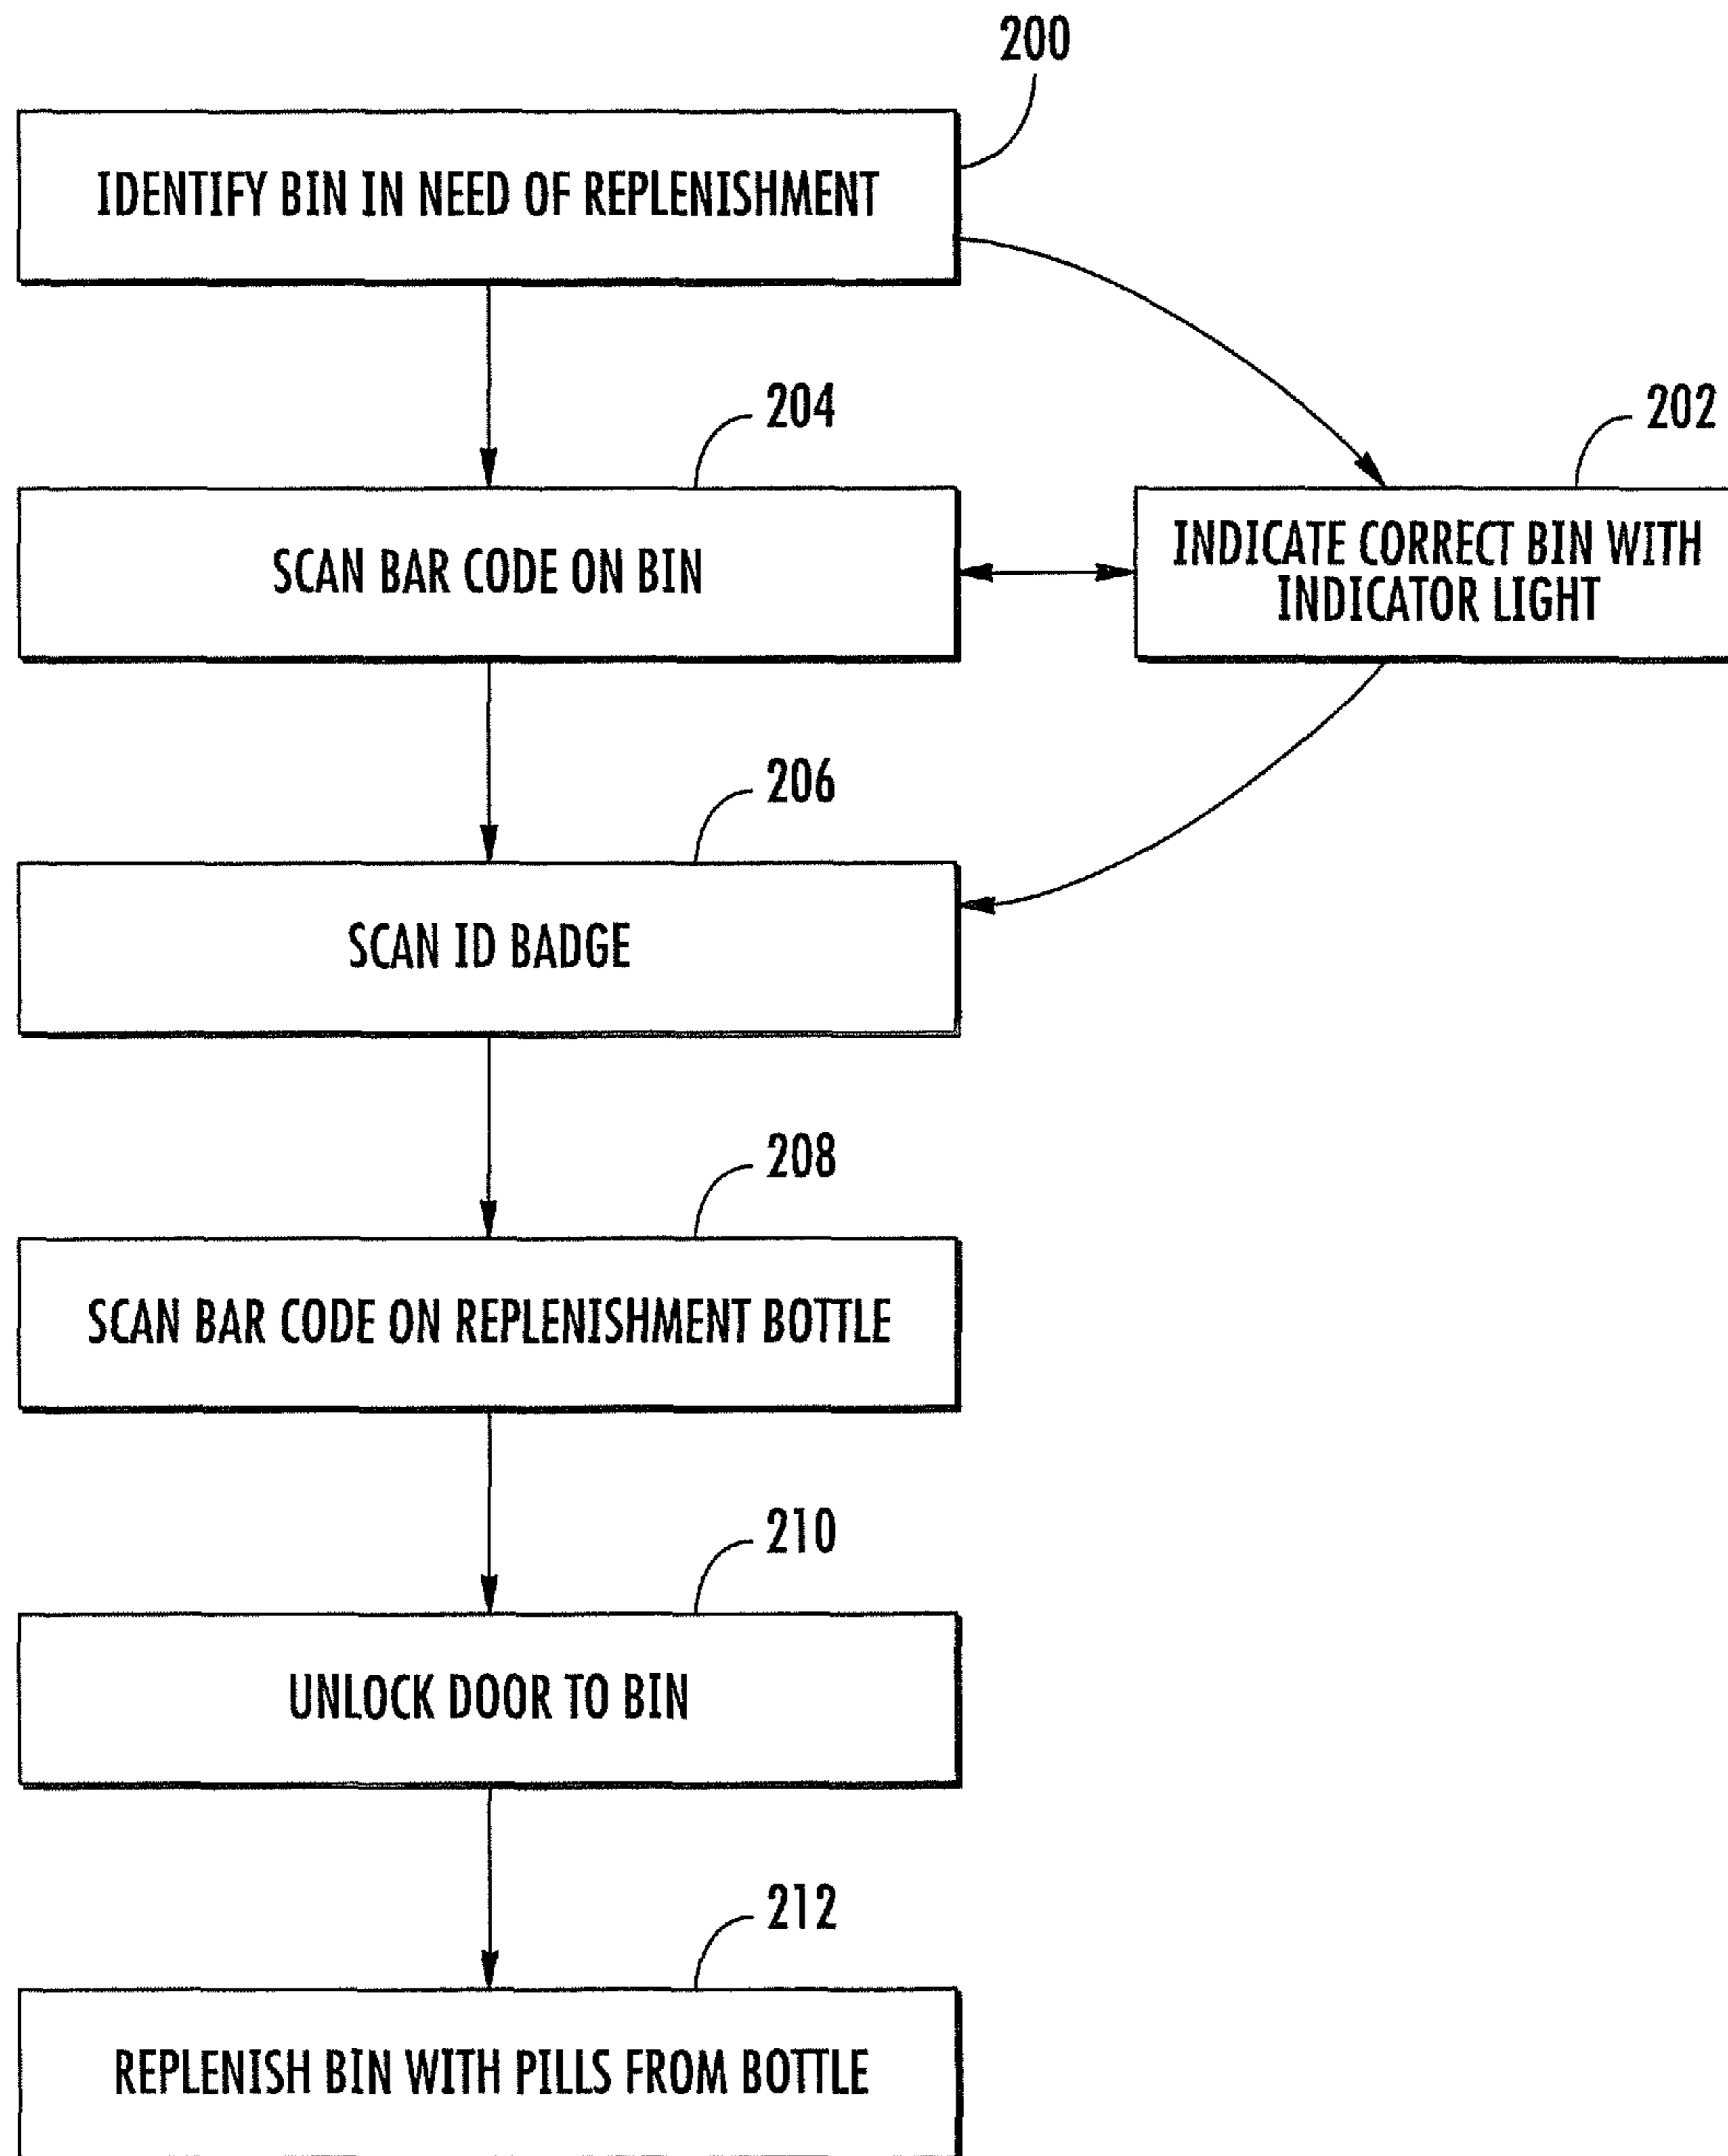 200
IDENTIFY BIN IN NEED OF REPLENISHMENT
204
202
SCAN BAR CODE ON BIN
INDICATE CORRECT BIN WITH
INDICATOR LIGHT
206
SCAN ID BADGE
208
SCAN BAR CODE ON REPLENISHMENT BOTTLE
210
UNLOCK DOOR TO BIN
212
REPLENISH BIN WITH PILLS FROM BOTTLE